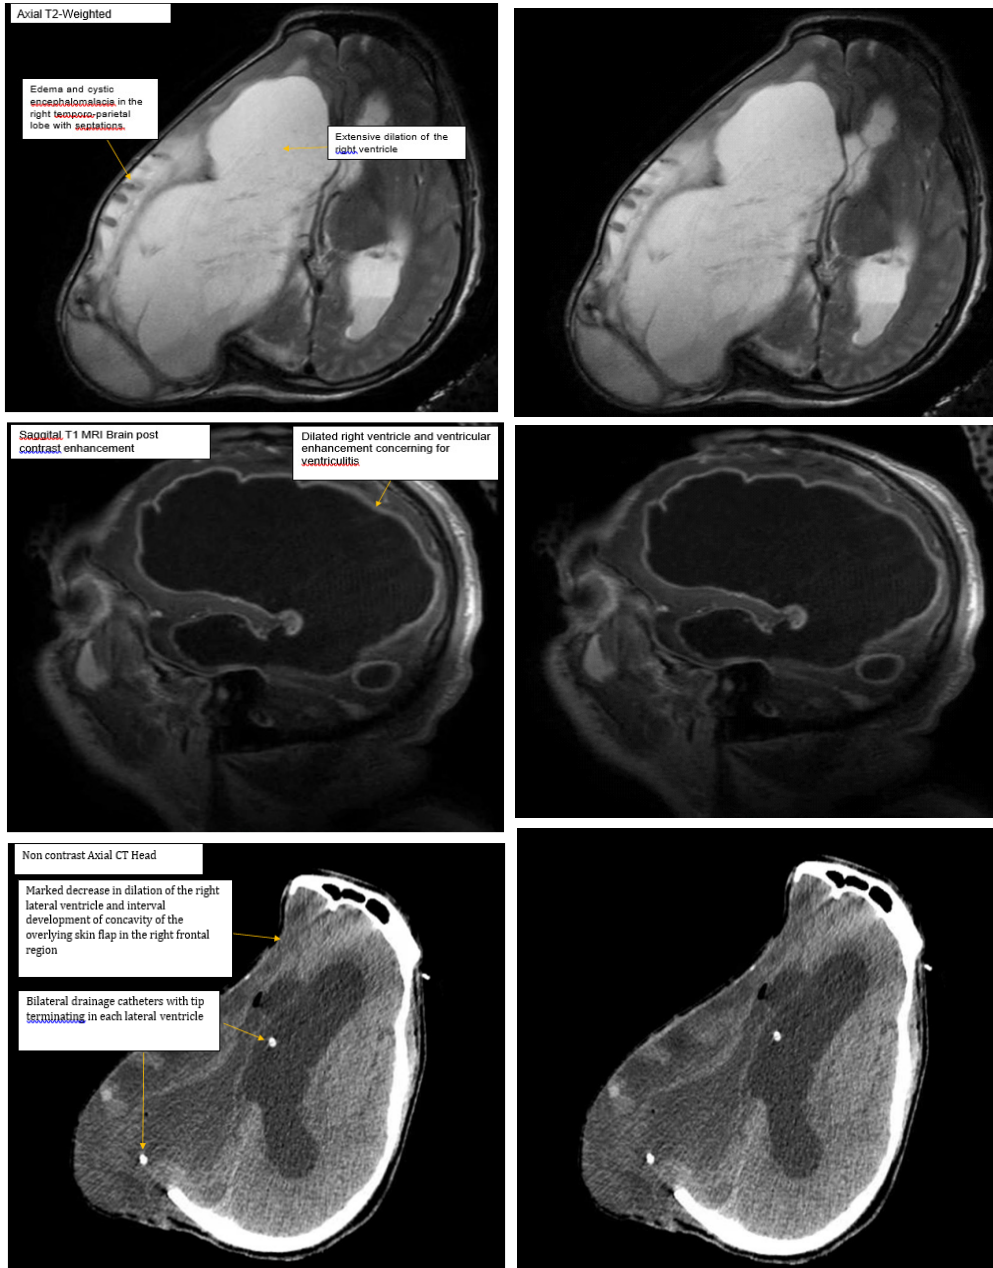 Axial T2-Weighted
Edema and cystic
encephalomalacia in the
right temporo-parietal
lobe with septations.
Extensive dilation of the
right ventricle
Saggital T1 MRI Brain post
contrast enhancement
Dilated right ventricle and ventricular
enhancement concerning for
ventriculitis
Non contrast Axial CT Head
Marked decrease in dilation of the right
lateral ventricle and interval
development of concavity of the
overlying skin flap in the right frontal
region
Bilateral drainage catheters with tip
terminating in each lateral ventricle